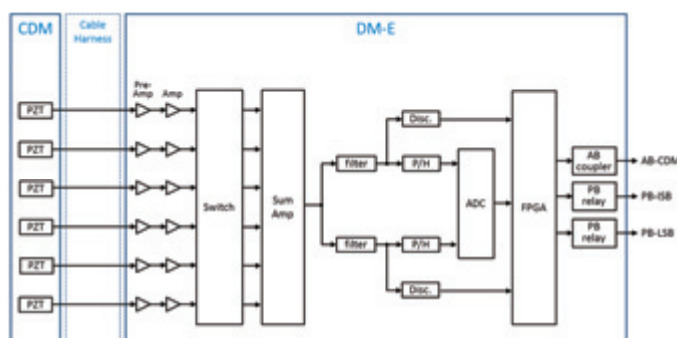 CDM
Cable
Harness
DM-E
Pre-
Amp
Amp
PZT
PZT
PZT
PZT
PZT
PZT
Switch
Sum
Amp
filter
filter
Disc.
P/H
P/H
Disc.
ADC
FPGA
AB
coupler
PB
relay
PB
relay
AB-CDM
PB-ISB
PB-LSB